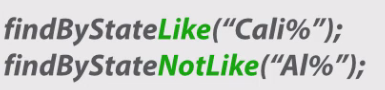 findByStateLike(“Cali%”);
findByStateNotLike(“Al%”);